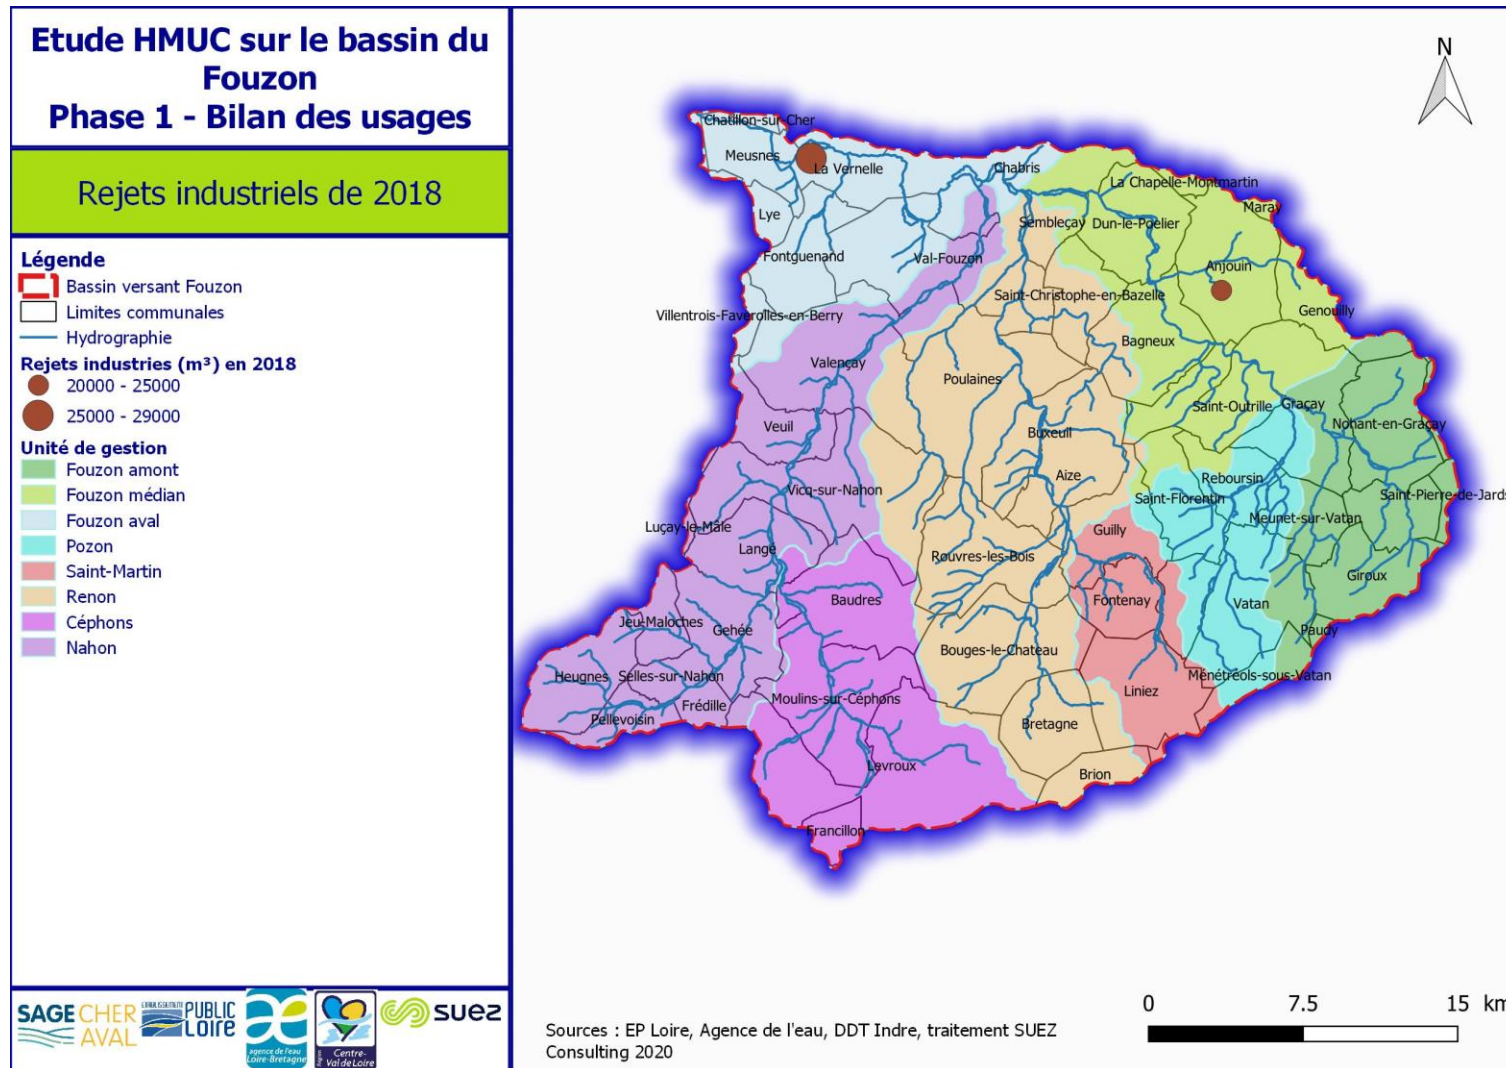 Etude HMUC sur le bassin du
Fouzon
Phase 1 - Bilan des usages
Rejets industriels de 2018
Légende
Bassin versant Fouzon
Limites communales
Hydrographie
Rejets industries (m³) en 2018
20000 - 25000
25000 - 29000
Unité de gestion
Fouzon amont
Fouzon médian
Fouzon aval
Pozon
Saint-Martin
Renon
Céphons
Nahon
SAGE CHER
AVAL
ETABLISSEMENT PUBLIC
LOIRE
agence de l'eau
Loire-Bretagne
Région
Centre-
Val de Loire
suez
N
Chatillon-sur-Cher
Meusnes
La Vernelle
Chabris
La Chapelle-Montmartin
Maray
Lye
Sembleçay
Dun-le-Poelier
Fontguenand
Val-Fouzon
Anjouin
Saint-Christophe-en-Bazelle
Genouilly
Villentrois-Faverolles-en-Berry
Bagneux
Valençay
Poulaines
Saint-Outrille
Graçay
Nohant-en-Graçay
Veuil
Buxeuil
Aize
Reboursin
Vicq-sur-Nahon
Saint-Florentin
Saint-Pierre-de-Jards
Meunet-sur-Vatan
Luçay-le-Mâle
Guilly
Langé
Rouvres-les-Bois
Giroux
Baudres
Fontenay
Vatan
Jeu-Maloches
Gehée
Paudy
Bouges-le-Chateau
Heugnes
Selles-sur-Nahon
Ménétréols-sous-Vatan
Liniez
Frédille
Moulins-sur-Céphons
Pellevoisin
Bretagne
Levroux
Brion
Francillon
Sources : EP Loire, Agence de l'eau, DDT Indre, traitement SUEZ
Consulting 2020
0 7.5 15 km